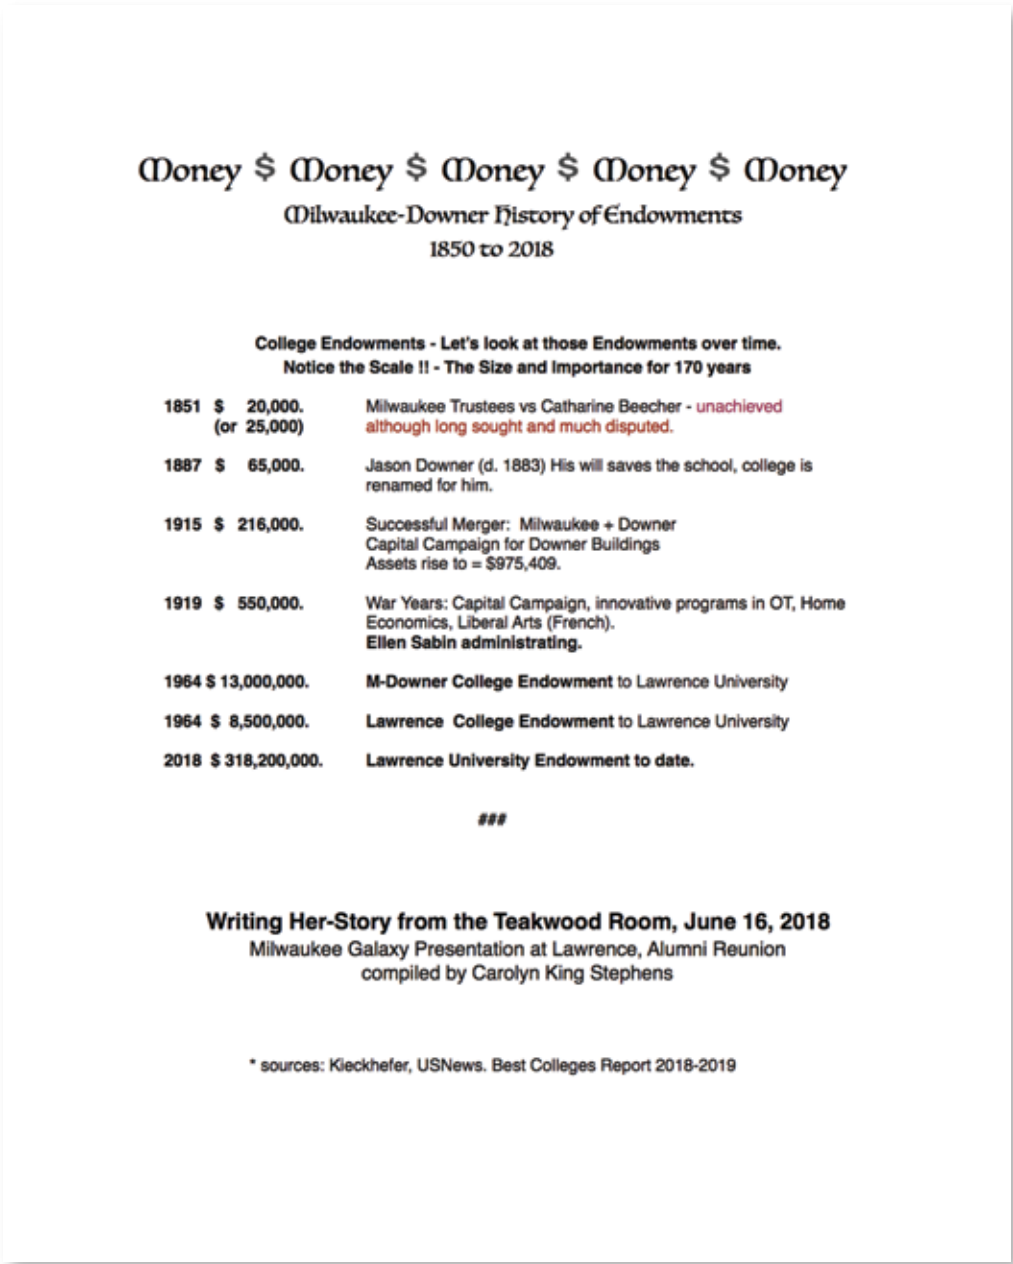 Money $ Money $ Money $ Money $ Money
Milwaukee-Downer History of Endowments
1850 to 2018
College Endowments - Let's look at those Endowments over time.
Notice the Scale !! - The Size and Importance for 170 years
1851 $ 20,000. Milwaukee Trustees vs Catharine Beecher - unachieved
(or 25,000) although long sought and much disputed.
1887 $ 65,000. Jason Downer (d. 1883) His will saves the school, college is
renamed for him.
1915 $ 216,000. Successful Merger: Milwaukee + Downer
Capital Campaign for Downer Buildings
Assets rise to = $975,409.
1919 $ 550,000. War Years: Capital Campaign, innovative programs in OT, Home
Economics, Liberal Arts (French).
Ellen Sabin administrating.
1964 $ 13,000,000. M-Downer College Endowment to Lawrence University
1964 $ 8,500,000. Lawrence College Endowment to Lawrence University
2018 $ 318,200,000. Lawrence University Endowment to date.
###
Writing Her-Story from the Teakwood Room, June 16, 2018
Milwaukee Galaxy Presentation at Lawrence, Alumni Reunion
compiled by Carolyn King Stephens
* sources: Kieckhefer, USNews. Best Colleges Report 2018-2019